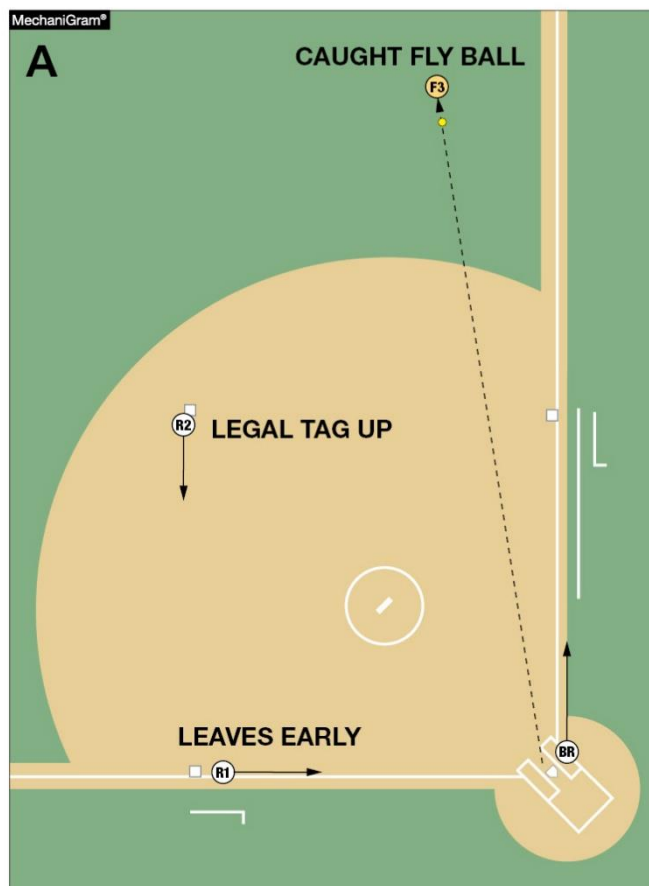 MechaniGram®
A
CAUGHT FLY BALL
F3
R2
LEGAL TAG UP
LEAVES EARLY
R1
BR